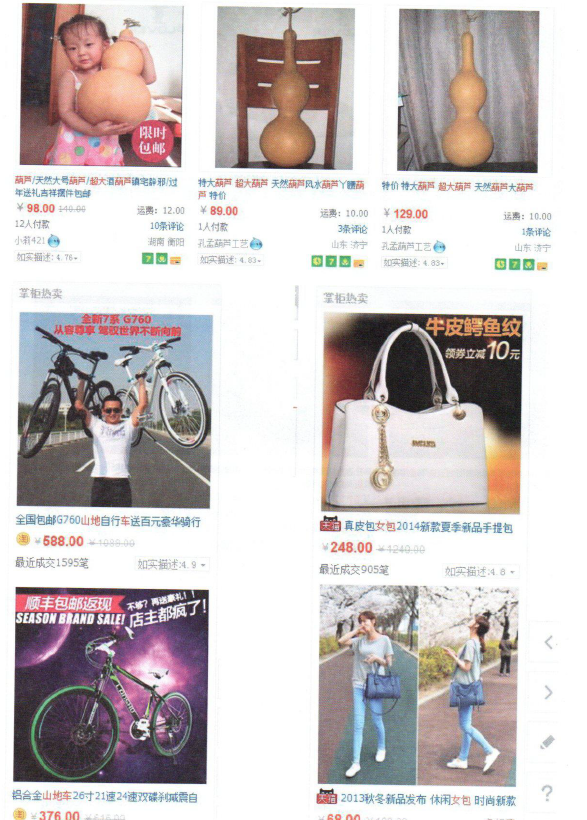 限时
包邮
葫芦/天然大号葫芦/超大酒葫芦镇宅辟邪/过
年送礼吉祥摆件包邮
¥ 98.00 140.00 运费：12.00
12人付款 10条评论
小翡421 湖南 衡阳
如实描述: 4.76
特大葫芦 超大葫芦 天然葫芦风水葫芦丫腰葫
芦 特价
¥ 89.00 运费：10.00
1人付款 3条评论
孔孟葫芦工艺 山东 济宁
如实描述: 4.83
特价 特大葫芦 超大葫芦 天然葫芦大葫芦
¥ 129.00 运费：10.00
1人付款 1条评论
孔孟葫芦工艺 山东 济宁
如实描述: 4.83
掌柜热卖
全新7系 G760
从容尊享 驾驭世界不断向前
全国包邮G760山地自行车送百元豪华骑行
淘 ¥588.00 ¥1089.00
最近成交1595笔 如实描述:4.9
顺丰包邮返现 不够？再送豪礼！！
SEASON BRAND SALE! 店主都疯了！
铝合金山地车26寸21速24速双碟刹减震自
淘 ¥376.00 ¥646.00
掌柜热卖
牛皮鳄鱼纹
领券立减10元
天猫 真皮包女包2014新款夏季新品手提包
¥248.00 ¥1240.00
最近成交905笔 如实描述:4.8
天猫 2013秋冬新品发布 休闲女包 时尚新款
¥68.00
?